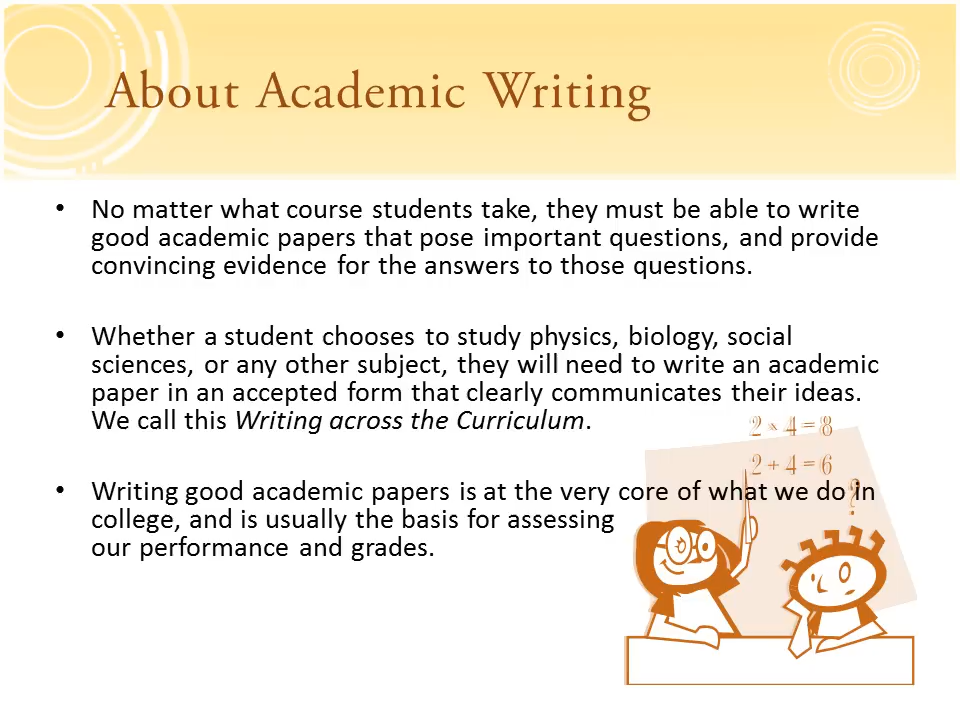 About Academic Writing
• No matter what course students take, they must be able to write
good academic papers that pose important questions, and provide
convincing evidence for the answers to those questions.
• Whether a student chooses to study physics, biology, social
sciences, or any other subject, they will need to write an academic
paper in an accepted form that clearly communicates their ideas.
We call this Writing across the Curriculum.
2 × 4 = 8
2 + 4 = 6
• Writing good academic papers is at the very core of what we do in
college, and is usually the basis for assessing
our performance and grades.
?